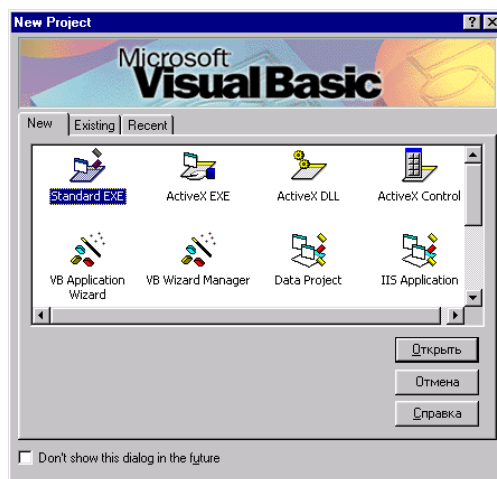 New Project
Microsoft
Visual Basic
New Existing Recent
Standard EXE ActiveX EXE ActiveX DLL ActiveX Control
VB Application Wizard VB Wizard Manager Data Project IIS Application
Открыть
Отмена
Справка
Don't show this dialog in the future